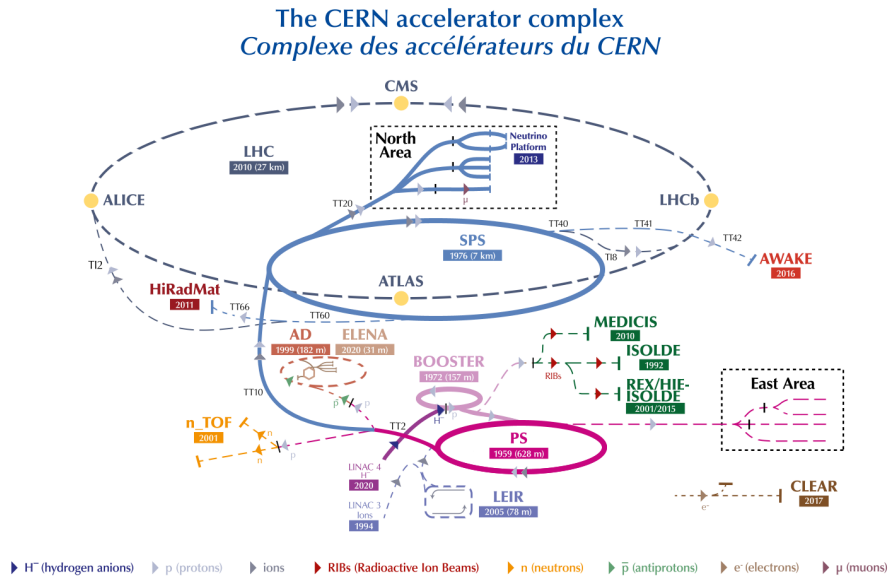 The CERN accelerator complex
Complexe des accélérateurs du CERN
CMS
North
Area
Neutrino
Platform
2013
LHC
2010 (27 km)
μ
ALICE
LHCb
TT20
TT40
TT41
SPS
1976 (7 km)
TT42
TI8
TI2
AWAKE
2016
ATLAS
HiRadMat
2011
TT66
TT60
AD
1999 (182 m)
ELENA
2020 (31 m)
MEDICIS
2010
BOOSTER
1972 (157 m)
ISOLDE
1992
p
RIBs
REX/HIE-
ISOLDE
2001/2015
East Area
TT10
p̄
p
n_TOF
2001
n
n
p
TT2
H⁻
p
PS
1959 (628 m)
LINAC 4
H⁻
2020
LINAC 3
Ions
1994
LEIR
2005 (78 m)
CLEAR
2017
e⁻
H⁻ (hydrogen anions)
p (protons)
ions
RIBs (Radioactive Ion Beams)
n (neutrons)
p̄ (antiprotons)
e⁻ (electrons)
μ (muons)